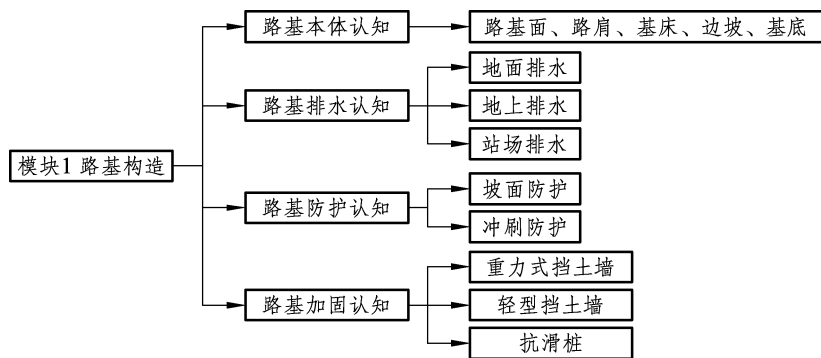 模块1 路基构造
路基本体认知
路基面、路肩、基床、边坡、基底
路基排水认知
地面排水
地上排水
站场排水
路基防护认知
坡面防护
冲刷防护
路基加固认知
重力式挡土墙
轻型挡土墙
抗滑桩